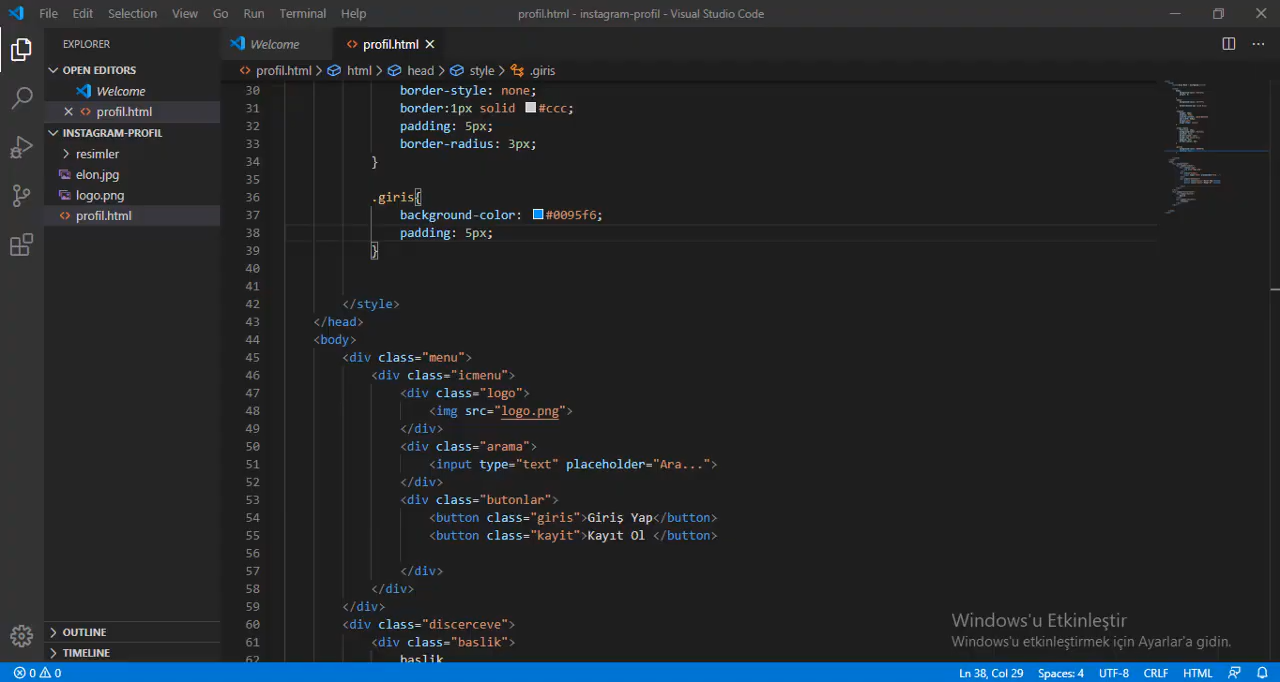 File Edit Selection View Go Run Terminal Help profil.html - instagram-profil - Visual Studio Code
EXPLORER
OPEN EDITORS
Welcome
profil.html
INSTAGRAM-PROFIL
resimler
elon.jpg
logo.png
profil.html
OUTLINE
TIMELINE
Welcome profil.html
profil.html > html > head > style > .giris
30 border-style: none;
31 border:1px solid #ccc;
32 padding: 5px;
33 border-radius: 3px;
34 }
35
36 .giris{
37 background-color: #0095f6;
38 padding: 5px;
39 }
40
41
42 </style>
43 </head>
44 <body>
45 <div class="menu">
46 <div class="icmenu">
47 <div class="logo">
48 <img src="logo.png">
49 </div>
50 <div class="arama">
51 <input type="text" placeholder="Ara...">
52 </div>
53 <div class="butonlar">
54 <button class="giris">Giriş Yap</button>
55 <button class="kayit">Kayıt Ol </button>
56
57 </div>
58 </div>
59 </div>
60 <div class="discerceve">
61 <div class="baslik">
62 baslik
Windows'u Etkinleştir
Windows'u etkinleştirmek için Ayarlar'a gidin.
0 0 Ln 38, Col 29 Spaces: 4 UTF-8 CRLF HTML